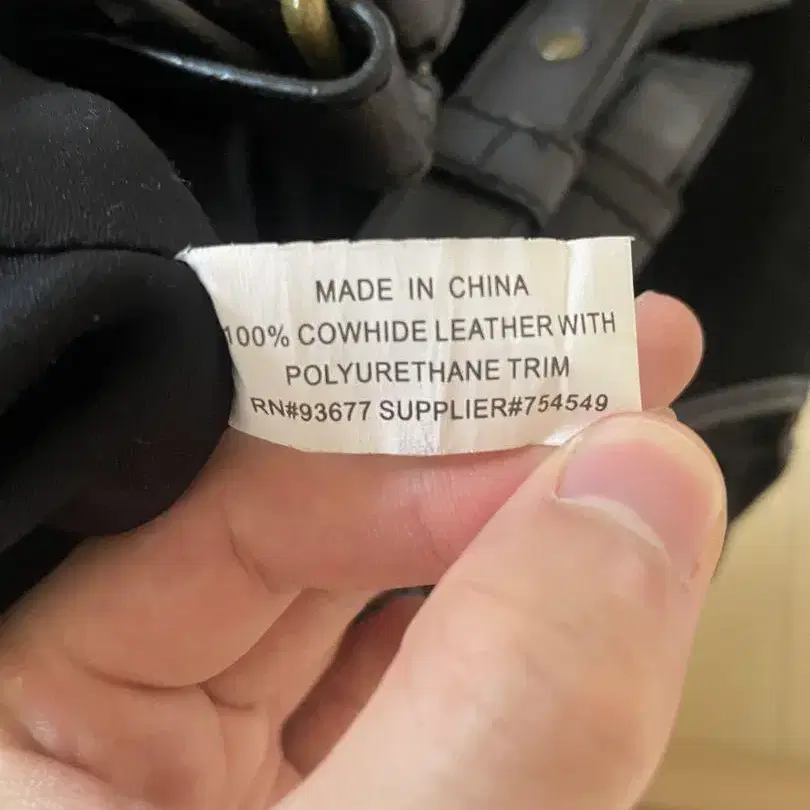 MADE IN CHINA
100% COWHIDE LEATHER WITH
POLYURETHANE TRIM
RN#93677 SUPPLIER#754549